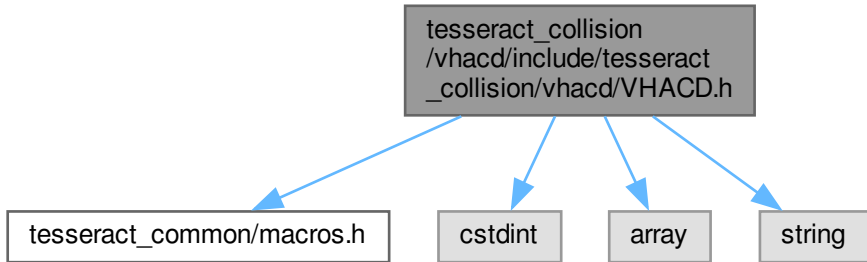 tesseract_collision
/vhacd/include/tesseract
_collision/vhacd/VHACD.h
tesseract_common/macros.h
cstdint
array
string